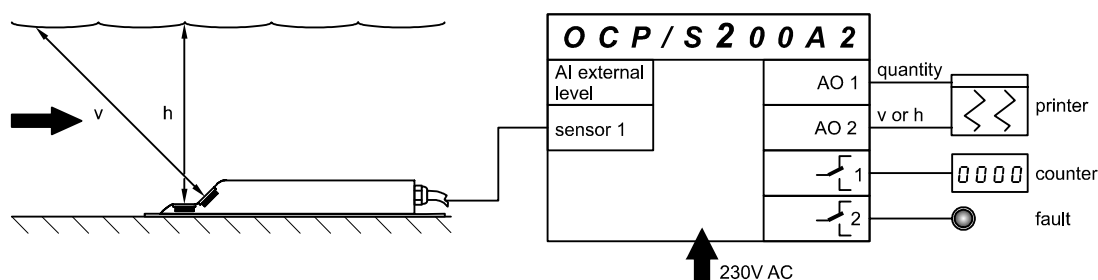 OCP/S200A2
v
h
AI external
level
sensor 1
AO 1
AO 2
1
2
quantity
v or h
printer
0000
counter
fault
230V AC